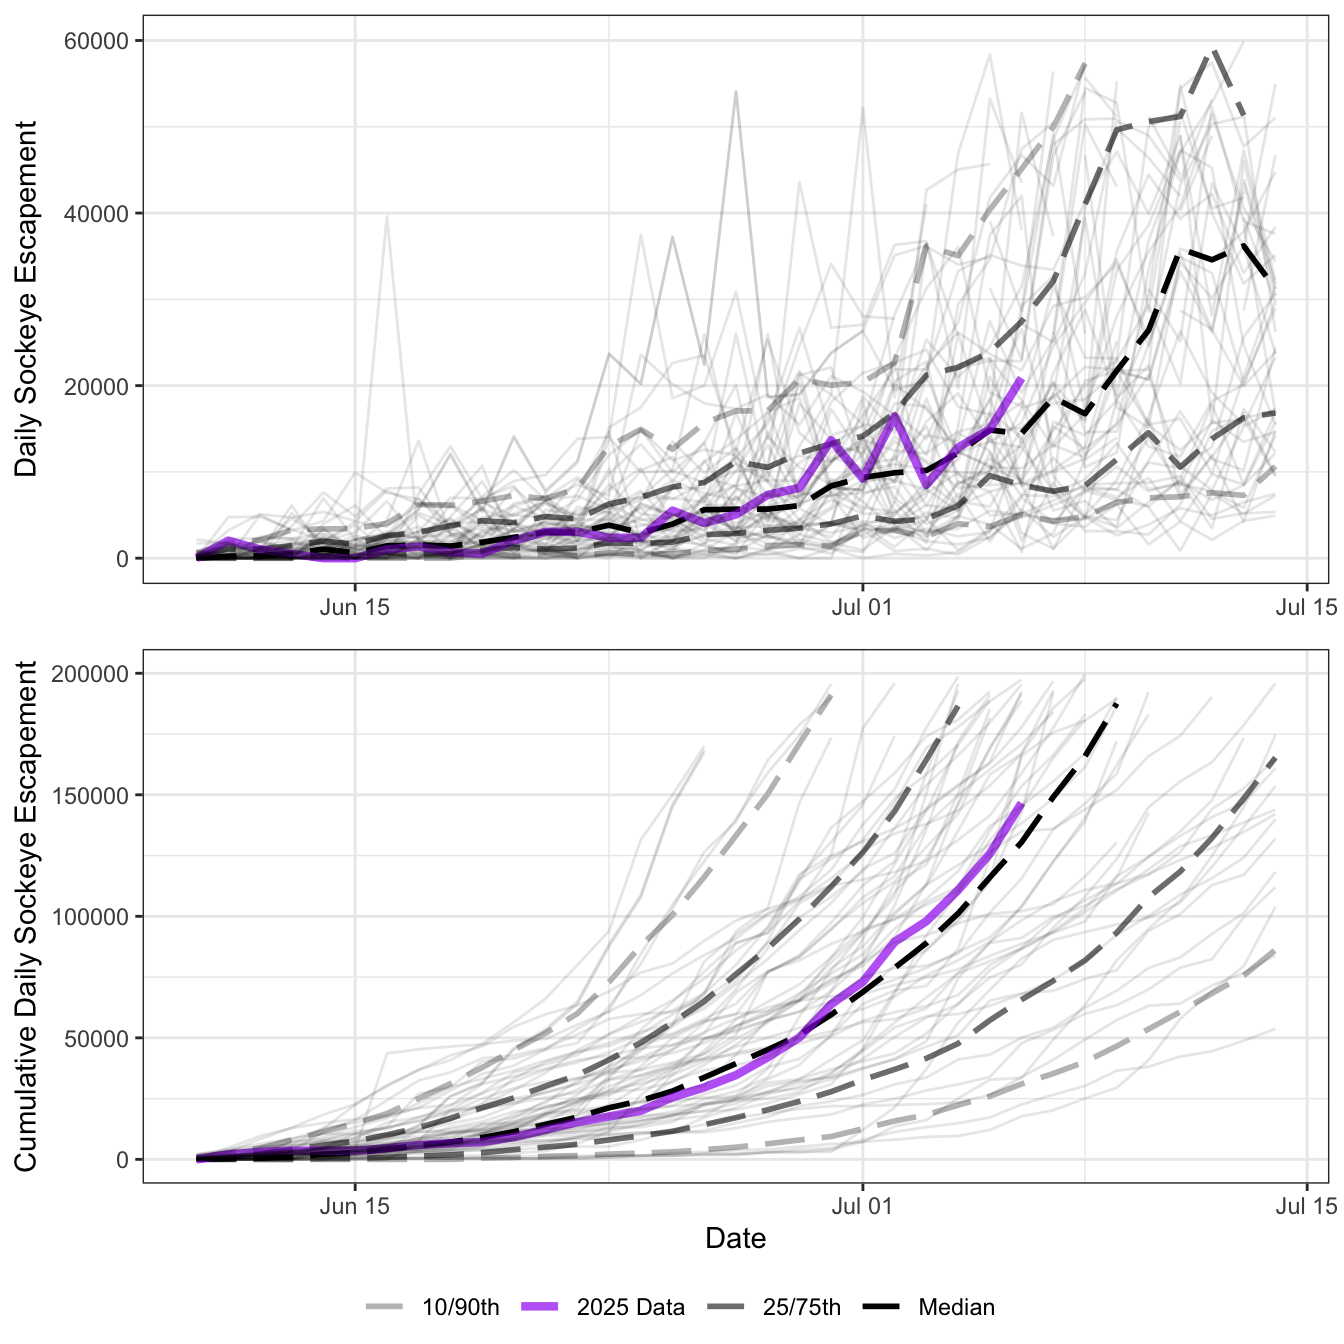 Daily Sockeye Escapement
60000
40000
20000
0
Jun 15 Jul 01 Jul 15
Cumulative Daily Sockeye Escapement
200000
150000
100000
50000
0
Jun 15 Jul 01 Jul 15
Date
10/90th 2025 Data 25/75th Median